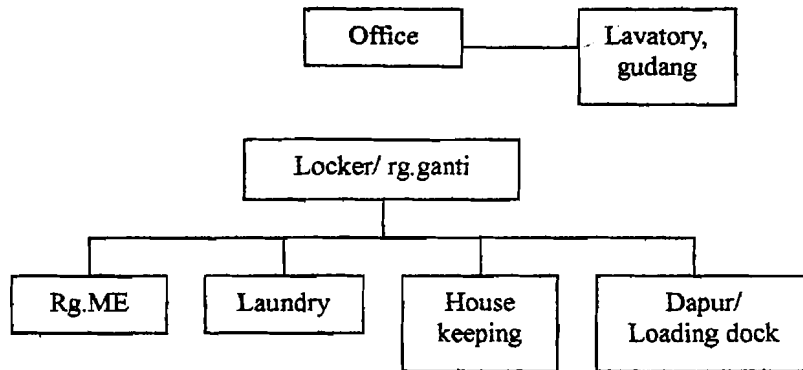 Office
Lavatory,
gudang
Locker/ rg.ganti
Rg.ME
Laundry
House
keeping
Dapur/
Loading dock